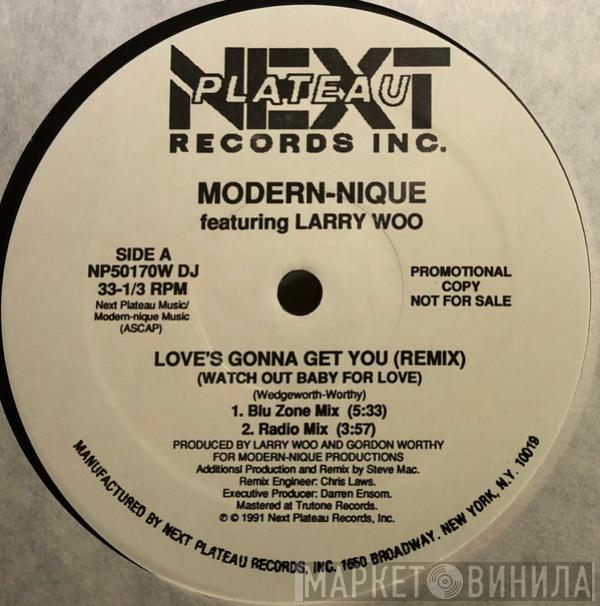 NEXT
PLATEAU
RECORDS INC.
MODERN-NIQUE
featuring LARRY WOO
SIDE A
NP50170W DJ
33-1/3 RPM
Next Plateau Music/
Modern-nique Music
(ASCAP)
PROMOTIONAL
COPY
NOT FOR SALE
LOVE'S GONNA GET YOU (REMIX)
(WATCH OUT BABY FOR LOVE)
(Wedgeworth-Worthy)
1. Blu Zone Mix (5:33)
2. Radio Mix (3:57)
PRODUCED BY LARRY WOO AND GORDON WORTHY
FOR MODERN-NIQUE PRODUCTIONS
Additionsl Production and Remix by Steve Mac.
Remix Engineer: Chris Laws.
Executive Producer: Darren Ensom.
Mastered at Trutone Records.
℗ © 1991 Next Plateau Records, Inc.
MANUFACTURED BY NEXT PLATEAU RECORDS, INC. 1650 BROADWAY. NEW YORK, N.Y. 10019
МАРКЕТ ВИНИЛА